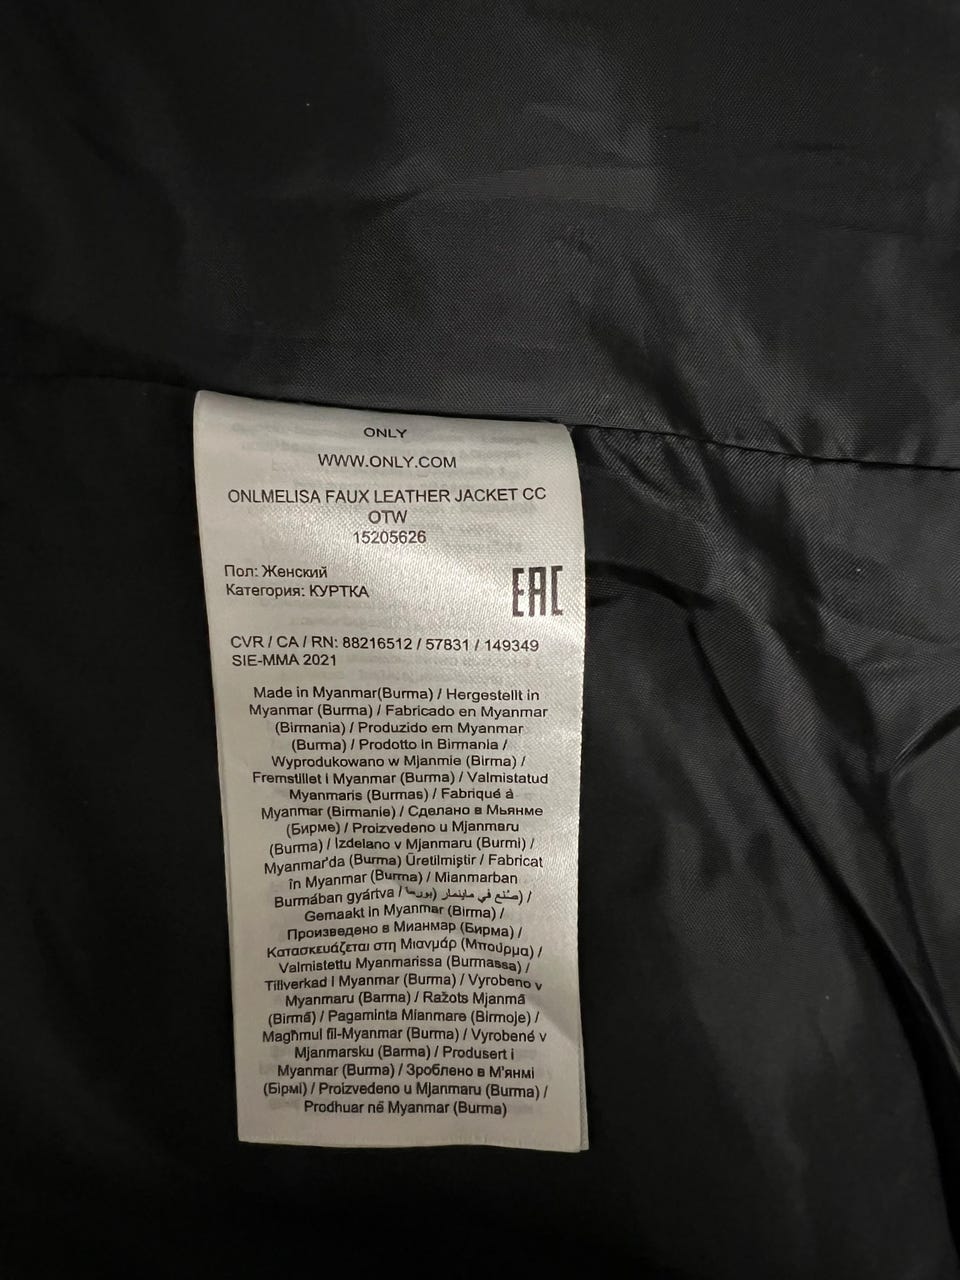 ONLY
WWW.ONLY.COM
ONLMELISA FAUX LEATHER JACKET CC
OTW
15205626
Пол: Женский
Категория: КУРТКА
EAC
CVR / CA / RN: 88216512 / 57831 / 149349
SIE-MMA 2021
Made in Myanmar(Burma) / Hergestellt in
Myanmar (Burma) / Fabricado en Myanmar
(Birmania) / Produzido em Myanmar
(Burma) / Prodotto in Birmania /
Wyprodukowano w Mjanmie (Birma) /
Fremstillet i Myanmar (Burma) / Valmistatud
Myanmaris (Burmas) / Fabriqué à
Myanmar (Birmanie) / Сделано в Мьянме
(Бирме) / Proizvedeno u Mjanmaru
(Burma) / Izdelano v Mjanmaru (Burmi) /
Myanmar'da (Burma) Üretilmiştir / Fabricat
în Myanmar (Burma) / Mianmarban
Burmában gyártva / صُنع في ماينمار (بورما) /
Gemaakt in Myanmar (Birma) /
Произведено в Мианмар (Бирма) /
Κατασκευάζεται στη Μιανμάρ (Μπούρμα) /
Valmistettu Myanmarissa (Burmassa) /
Tillverkad i Myanmar (Burma) / Vyrobeno v
Myanmaru (Barma) / Ražots Mjanmā
(Birmā) / Pagaminta Mianmare (Birmoje) /
Magħmul fil-Myanmar (Burma) / Vyrobené v
Mjanmarsku (Barma) / Produsert i
Myanmar (Burma) / Зроблено в М'янмі
(Бірмі) / Proizvedeno u Mjanmaru (Burma) /
Prodhuar në Myanmar (Burma)